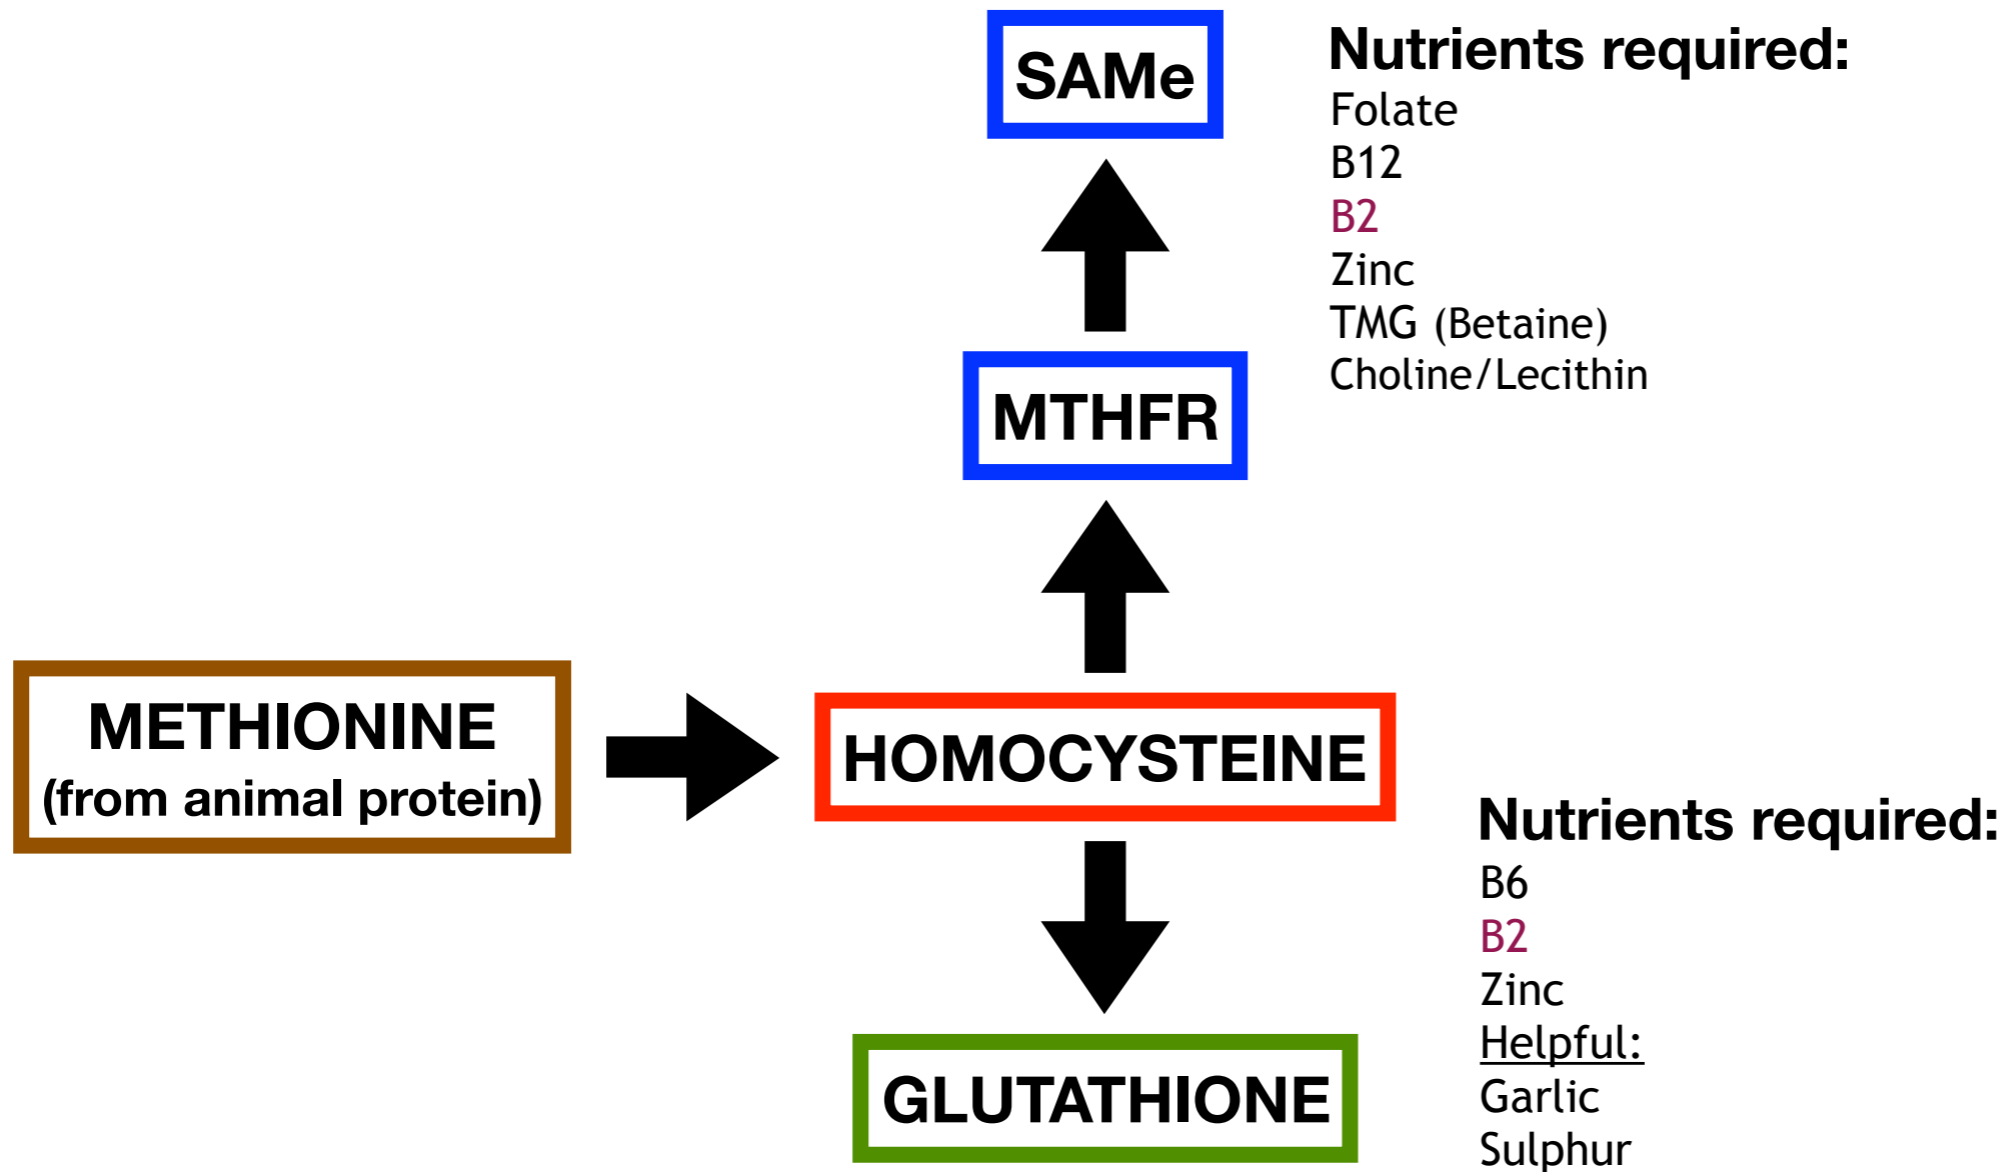 SAMe
Nutrients required:
Folate
B12
B2
Zinc
TMG (Betaine)
Choline/Lecithin
MTHFR
METHIONINE
(from animal protein)
HOMOCYSTEINE
Nutrients required:
B6
B2
Zinc
Helpful:
Garlic
Sulphur
GLUTATHIONE